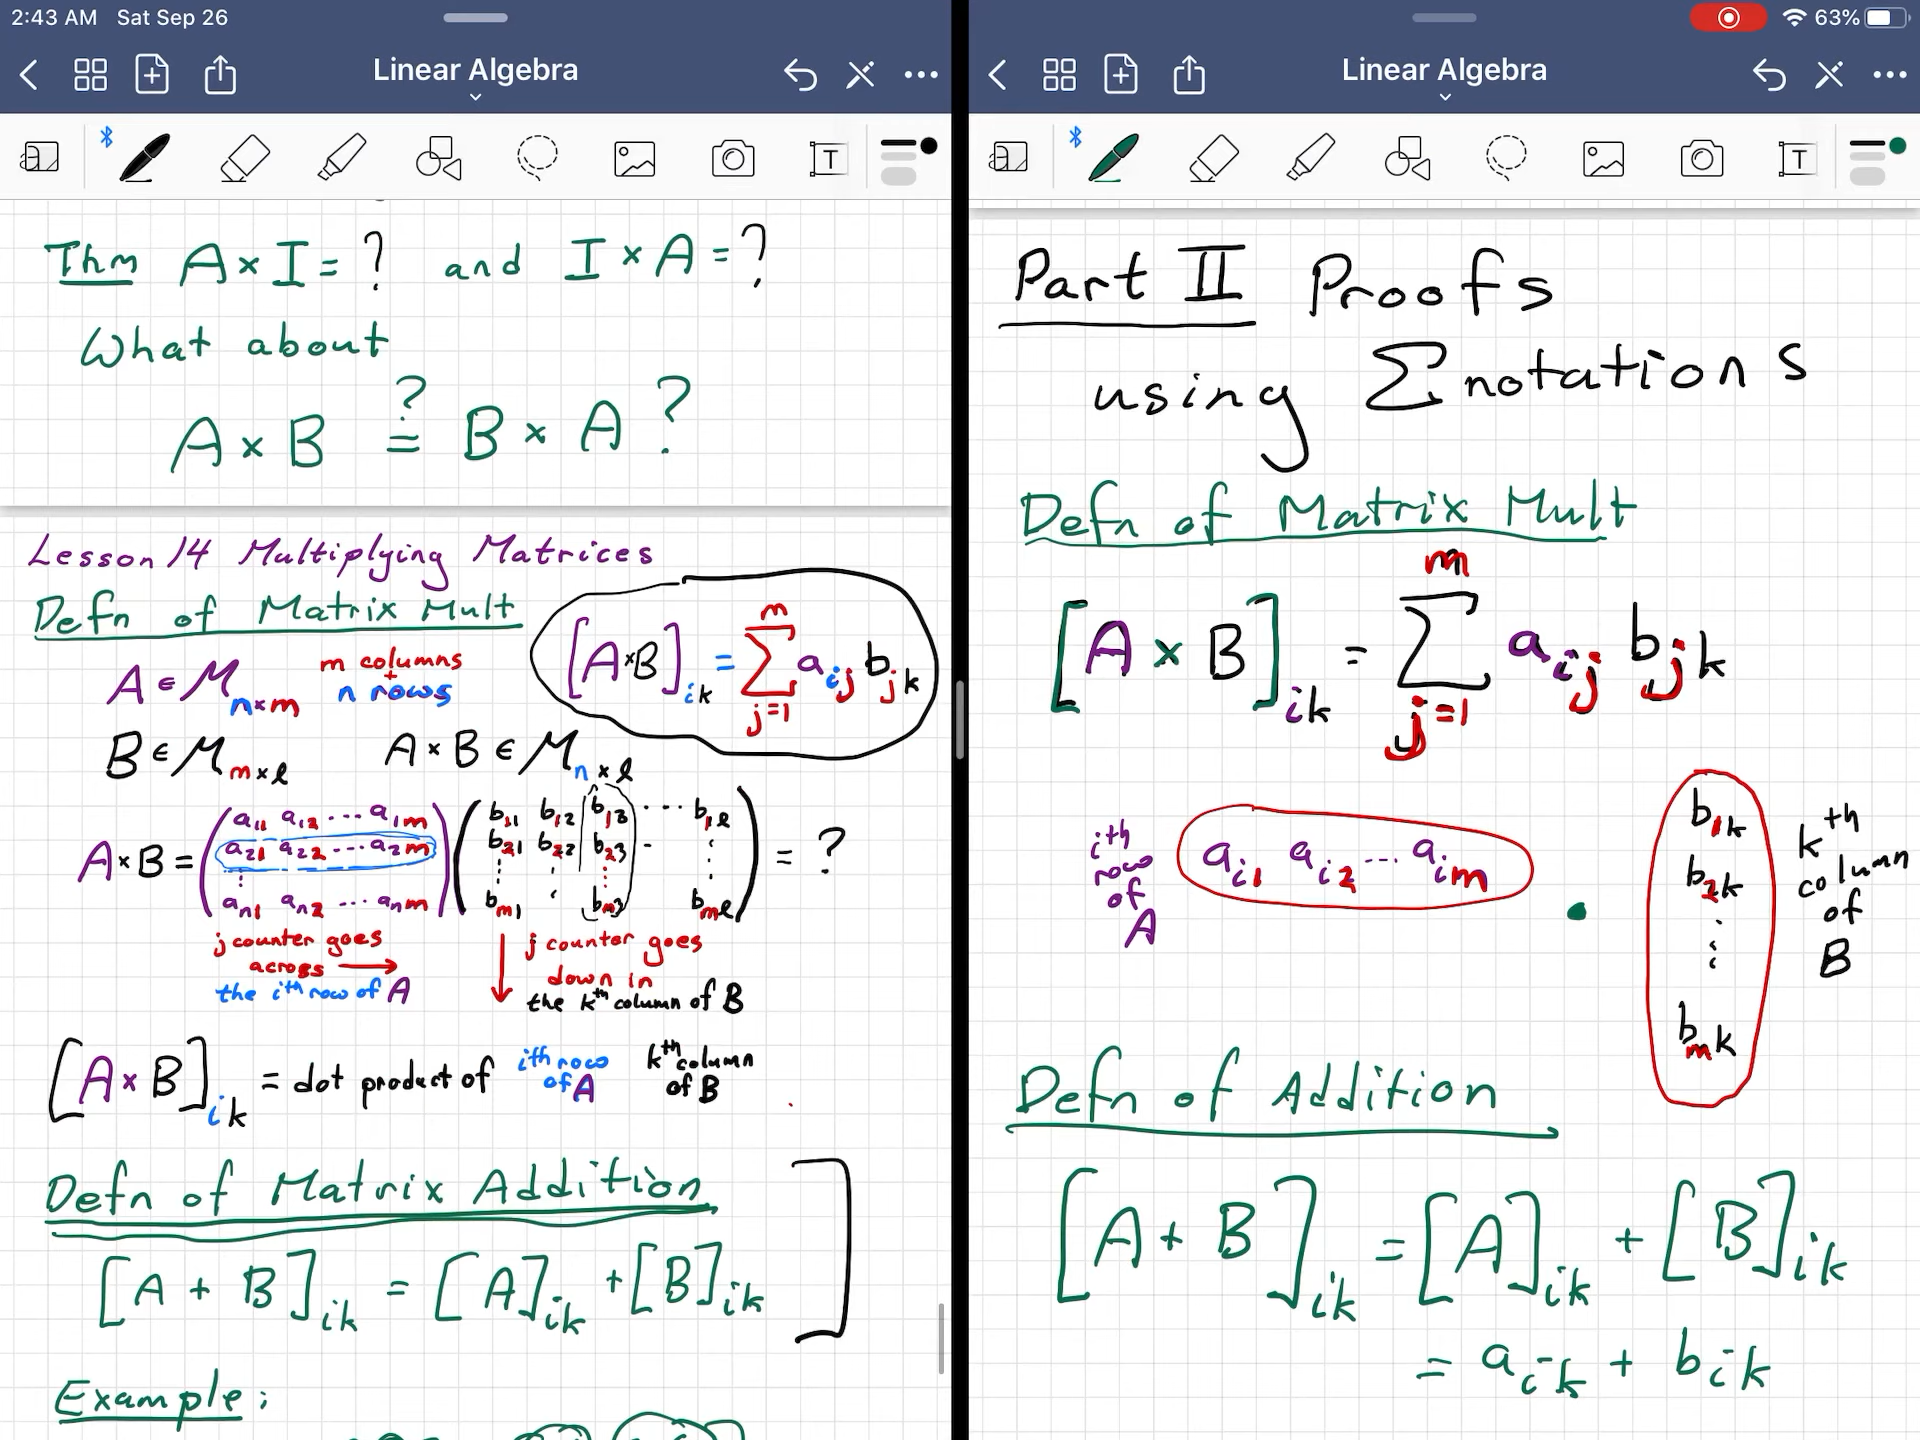 2:43 AM Sat Sep 26
Linear Algebra
Thm A × I = ? and I × A = ?
What about
A × B ≟ B × A ?
Lesson 14 Multiplying Matrices
Defn of Matrix Mult
[A×B]ik = Σ aij bjk
m
j=1
A ∈ M n×m
m columns
+
n rows
B ∈ M m×l A × B ∈ M n×l
A×B = ( a11 a12 ... a1m ) ( b11 b12 b13 ... b1l ) = ?
a21 a22 ... a2m b21 b22 b23 -
⋮ ⋮ ⋮ ⋮
an1 an2 ... anm bm1 bm3 bml
j counter goes
across →
the ith row of A
j counter goes
down in
the kth column of B
[A×B]ik = dot product of ith row of A kth column of B
Defn of Matrix Addition
[A + B]ik = [A]ik + [B]ik
Example:
63%
Linear Algebra
T
Part II Proofs
using Σ notations
Defn of Matrix Mult
m
[A × B]ik = Σ aij bjk
j=1
ith
row
of
A
ai1 ai2 ... aim
•
b1k
b2k
⋮
bmk
kth
column
of
B
Defn of Addition
[A + B]ik = [A]ik + [B]ik
= aik + bik